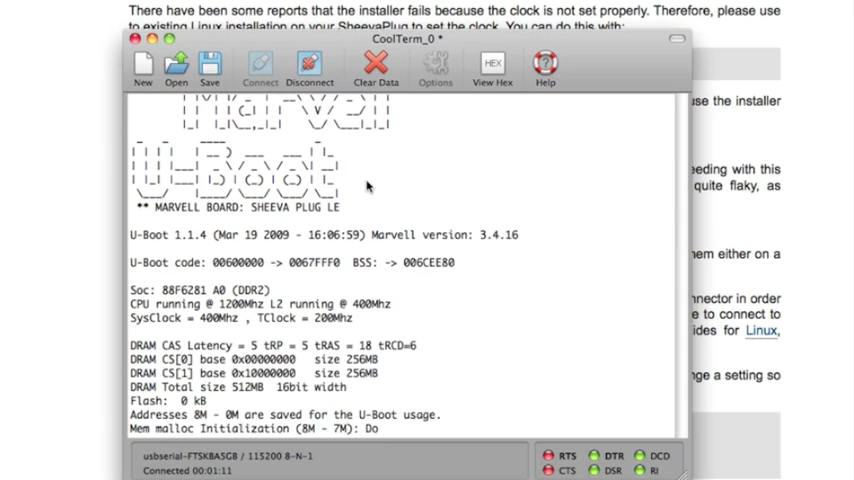 There have been some reports that the installer fails because the clock is not set properly. Therefore, please use
to existing Linux installation on your SheevaPlug to set the clock. You can do this with:
CoolTerm_0 *
New Open Save Connect Disconnect Clear Data Options View Hex Help
HEX
Marvell
U-Boot
** MARVELL BOARD: SHEEVA PLUG LE
U-Boot 1.1.4 (Mar 19 2009 - 16:06:59) Marvell version: 3.4.16
U-Boot code: 00600000 -> 0067FFF0 BSS: -> 006CEE80
Soc: 88F6281 A0 (DDR2)
CPU running @ 1200Mhz L2 running @ 400Mhz
SysClock = 400Mhz , TClock = 200Mhz
DRAM CAS Latency = 5 tRP = 5 tRAS = 18 tRCD=6
DRAM CS[0] base 0x00000000 size 256MB
DRAM CS[1] base 0x10000000 size 256MB
DRAM Total size 512MB 16bit width
Flash: 0 kB
Addresses 8M - 0M are saved for the U-Boot usage.
Mem malloc Initialization (8M - 7M): Do
usbserial-FTSKBA5GB / 115200 8-N-1
Connected 00:01:11
RTS DTR DCD
CTS DSR RI
use the installer
eeding with this
quite flaky, as
em either on a
nnector in order
e to connect to
ides for Linux,
nge a setting so